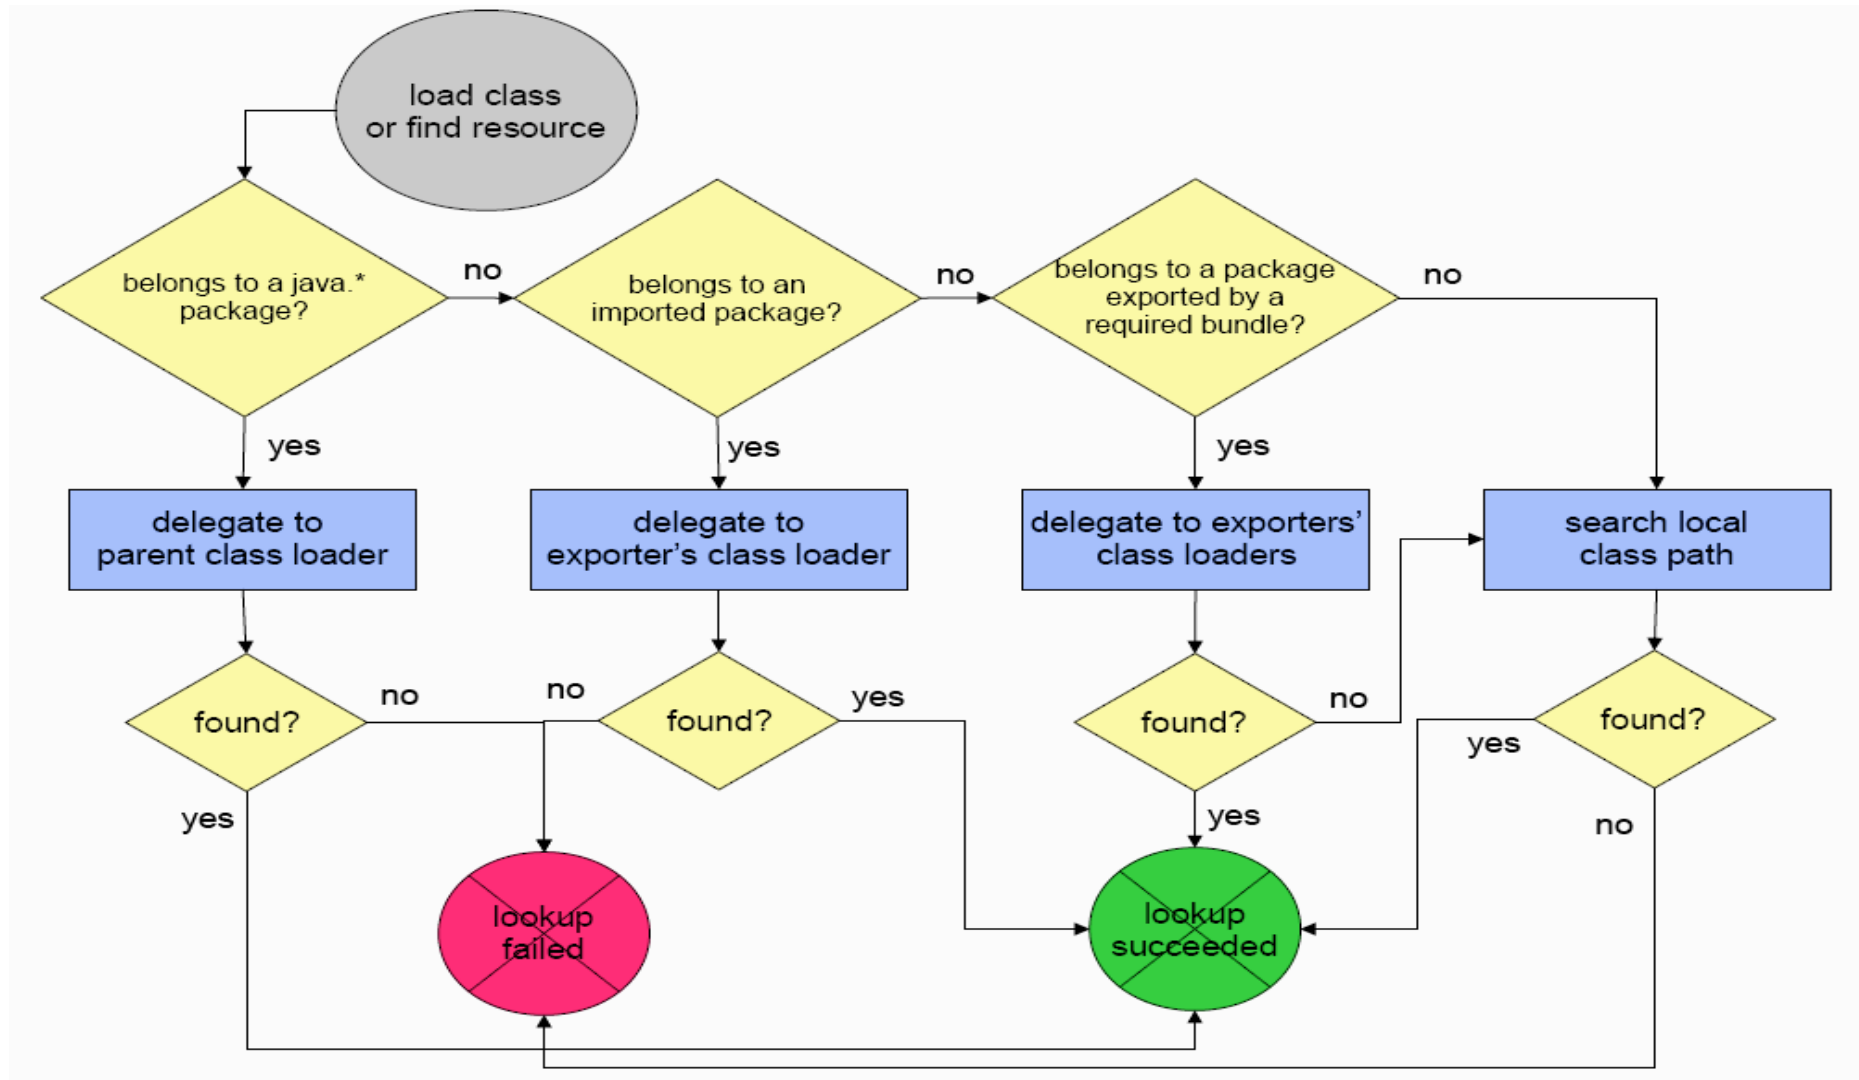 load class
or find resource
belongs to a java.*
package?
no
belongs to an
imported package?
no
belongs to a package
exported by a
required bundle?
no
yes
yes
yes
delegate to
parent class loader
delegate to
exporter's class loader
delegate to exporters'
class loaders
search local
class path
found?
no
no
found?
yes
found?
no
found?
yes
yes
yes
no
lookup
failed
lookup
succeeded